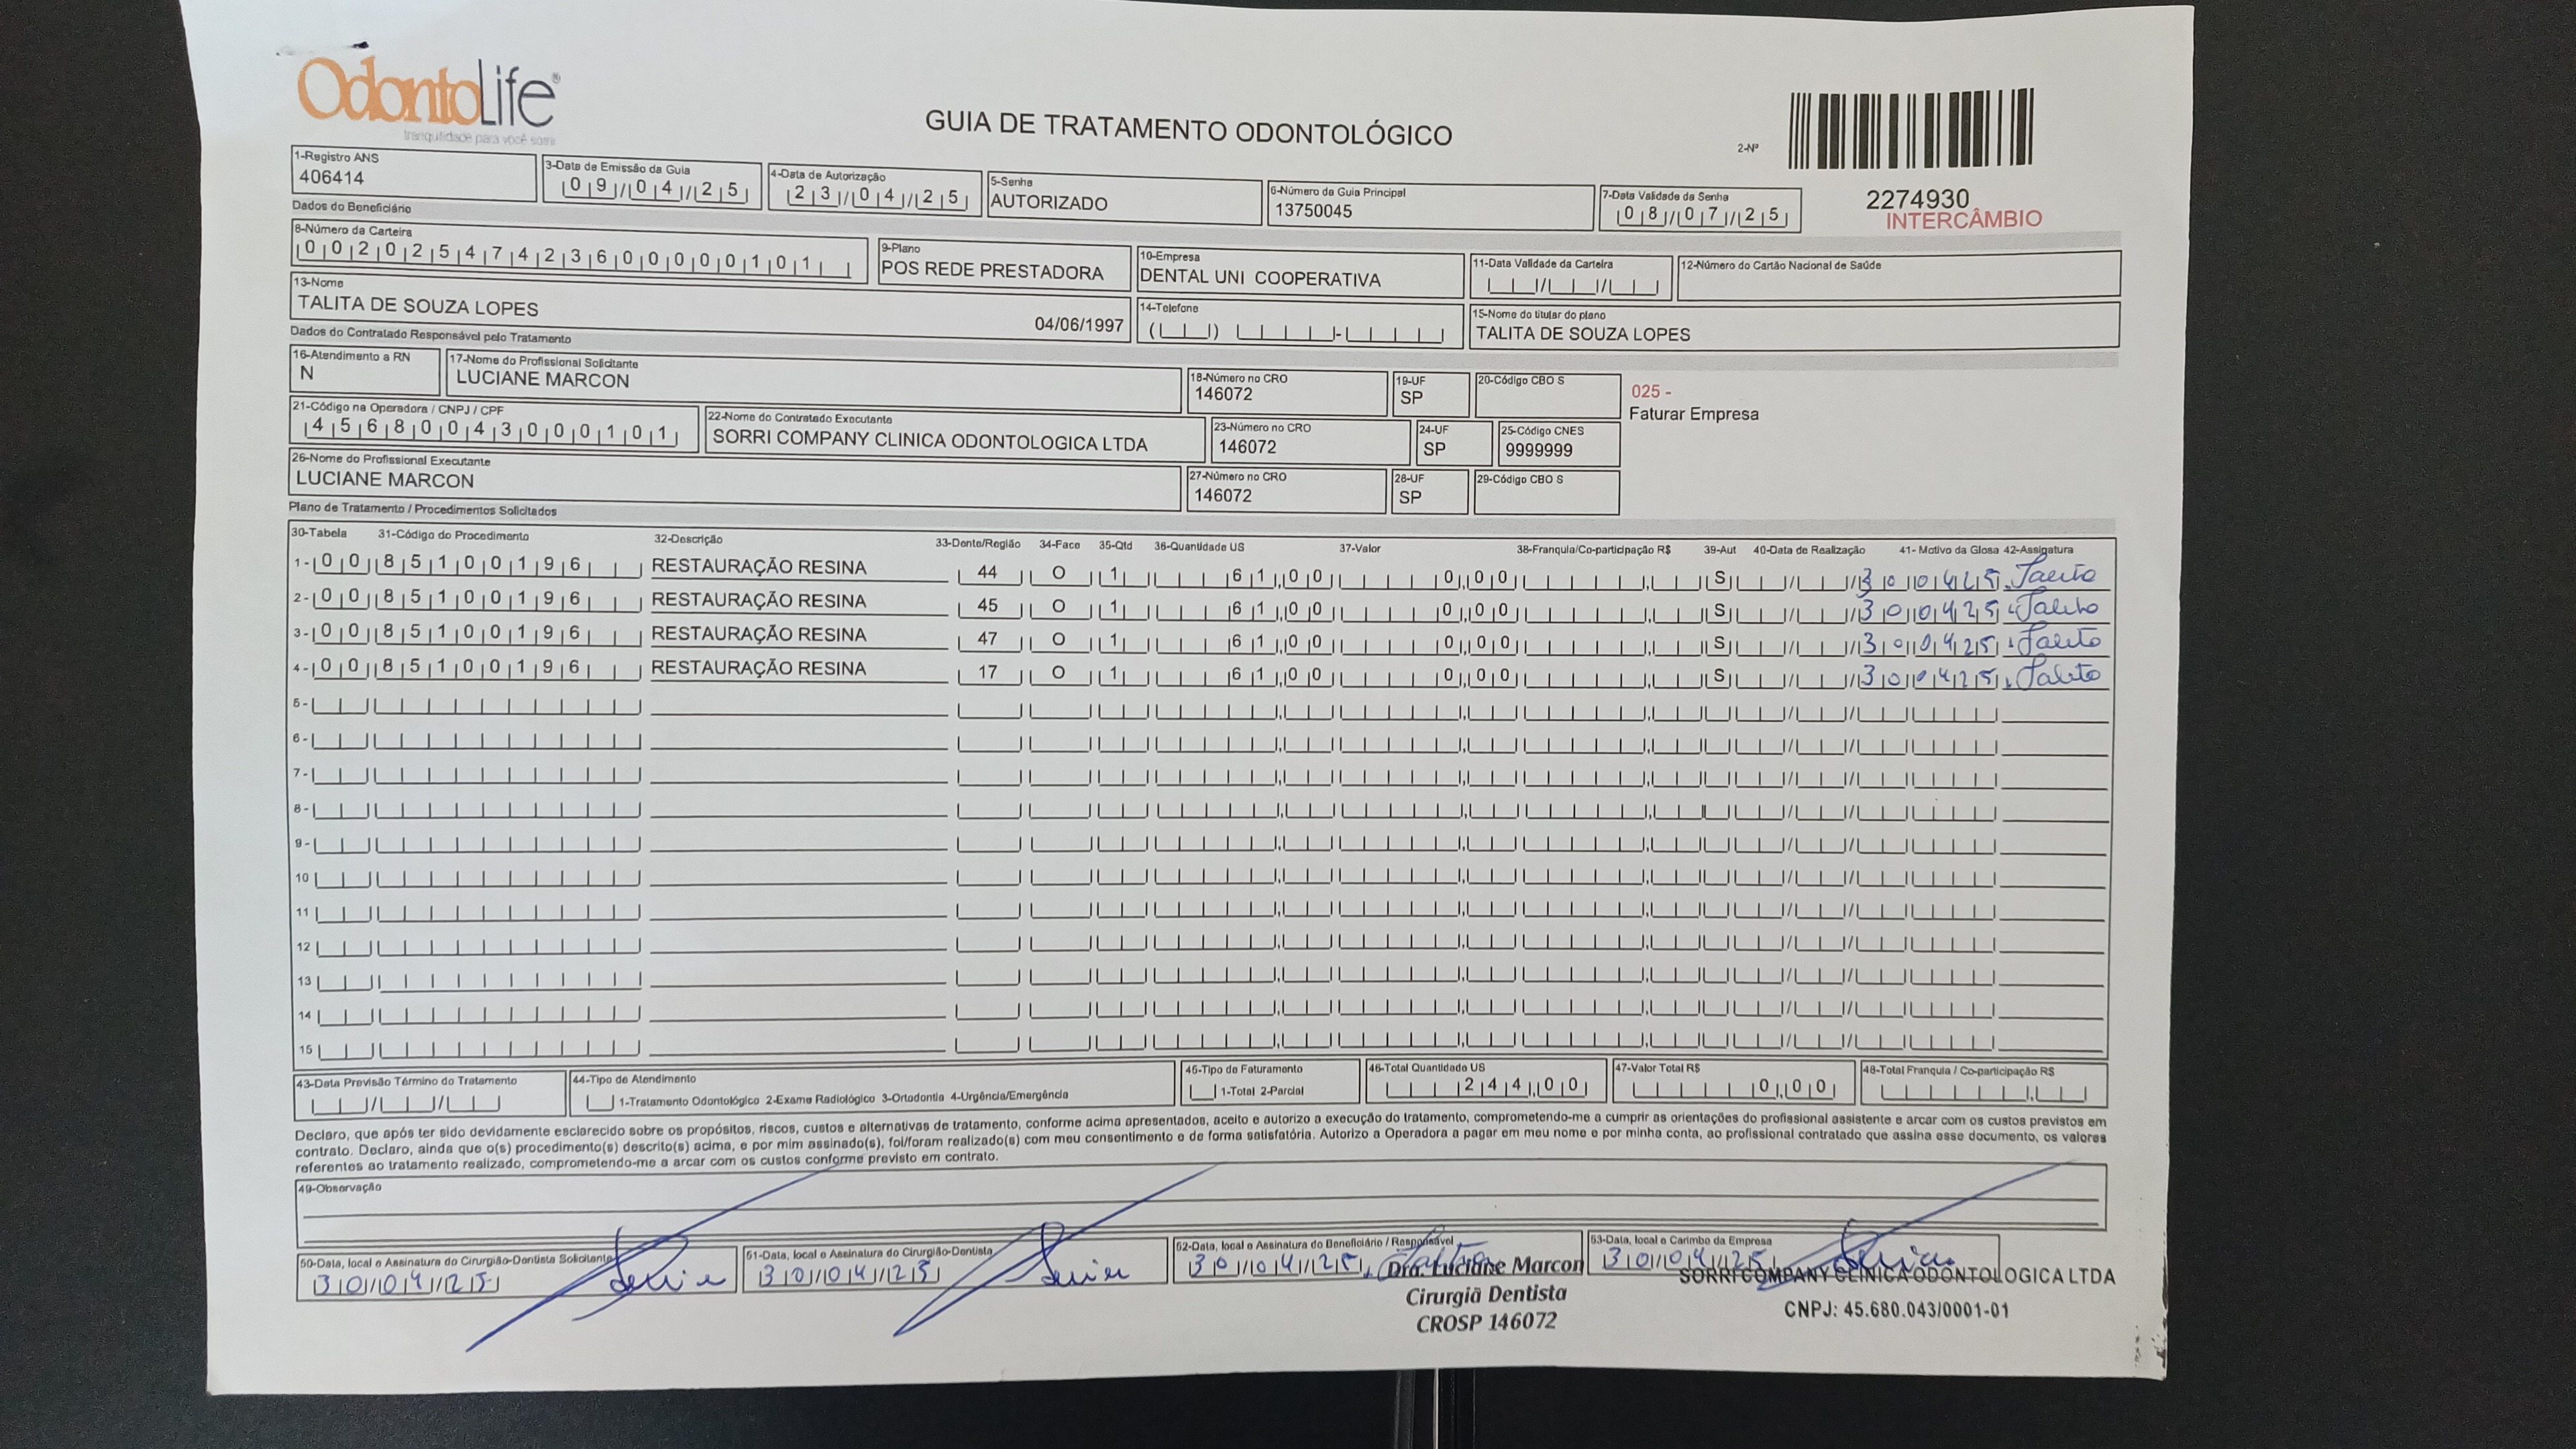 OdontoLife®
tranquilidade para você sorrir
GUIA DE TRATAMENTO ODONTOLÓGICO
2-Nº
2274930
INTERCÂMBIO
1-Registro ANS
406414
3-Data de Emissão da Guia
09/04/25
4-Data de Autorização
23/04/25
5-Senha
AUTORIZADO
6-Número da Guia Principal
13750045
7-Data Validade da Senha
08/07/25
Dados do Beneficiário
8-Número da Carteira
00202547423600000101
9-Plano
POS REDE PRESTADORA
10-Empresa
DENTAL UNI COOPERATIVA
11-Data Validade da Carteira
12-Número do Cartão Nacional de Saúde
13-Nome
TALITA DE SOUZA LOPES 04/06/1997
14-Telefone
15-Nome do titular do plano
TALITA DE SOUZA LOPES
Dados do Contratado Responsável pelo Tratamento
16-Atendimento a RN
N
17-Nome do Profissional Solicitante
LUCIANE MARCON
18-Número no CRO
146072
19-UF
SP
20-Código CBO S
025 -
Faturar Empresa
21-Código na Operadora / CNPJ / CPF
45680043000101
22-Nome do Contratado Executante
SORRI COMPANY CLINICA ODONTOLOGICA LTDA
23-Número no CRO
146072
24-UF
SP
25-Código CNES
9999999
26-Nome do Profissional Executante
LUCIANE MARCON
27-Número no CRO
146072
28-UF
SP
29-Código CBO S
Plano de Tratamento / Procedimentos Solicitados
30-Tabela 31-Código do Procedimento 32-Descrição 33-Dente/Região 34-Face 35-Qtd 36-Quantidade US 37-Valor 38-Franquia/Co-participação R$ 39-Aut 40-Data de Realização 41-Motivo da Glosa 42-Assinatura
1- 00 85100196 RESTAURAÇÃO RESINA 44 O 1 61,00 0,00 S 300425 Talita
2- 00 85100196 RESTAURAÇÃO RESINA 45 O 1 61,00 0,00 S 300425 Talita
3- 00 85100196 RESTAURAÇÃO RESINA 47 O 1 61,00 0,00 S 300425 Talita
4- 00 85100196 RESTAURAÇÃO RESINA 17 O 1 61,00 0,00 S 300425 Talita
5-
6-
7-
8-
9-
10
11
12
13
14
15
43-Data Previsão Término do Tratamento
44-Tipo de Atendimento
1-Tratamento Odontológico 2-Exame Radiológico 3-Ortodontia 4-Urgência/Emergência
45-Tipo de Faturamento
1-Total 2-Parcial
46-Total Quantidade US
244,00
47-Valor Total R$
0,00
48-Total Franquia / Co-participação R$
Declaro, que após ter sido devidamente esclarecido sobre os propósitos, riscos, custos e alternativas de tratamento, conforme acima apresentados, aceito e autorizo a execução do tratamento, comprometendo-me a cumprir as orientações do profissional assistente e arcar com os custos previstos em
contrato. Declaro, ainda que o(s) procedimento(s) descrito(s) acima, e por mim assinado(s), foi/foram realizado(s) com meu consentimento e de forma satisfatória. Autorizo a Operadora a pagar em meu nome e por minha conta, ao profissional contratado que assina esse documento, os valores
referentes ao tratamento realizado, comprometendo-me a arcar com os custos conforme previsto em contrato.
49-Observação
50-Data, local e Assinatura do Cirurgião-Dentista Solicitante
30/04/25
51-Data, local e Assinatura do Cirurgião-Dentista
30/04/25
52-Data, local e Assinatura do Beneficiário / Responsável
30/04/25
53-Data, local e Carimbo da Empresa
30/04/25
Dra. Luciane Marcon
Cirurgiã Dentista
CROSP 146072
SORRI COMPANY CLINICA ODONTOLOGICA LTDA
CNPJ: 45.680.043/0001-01